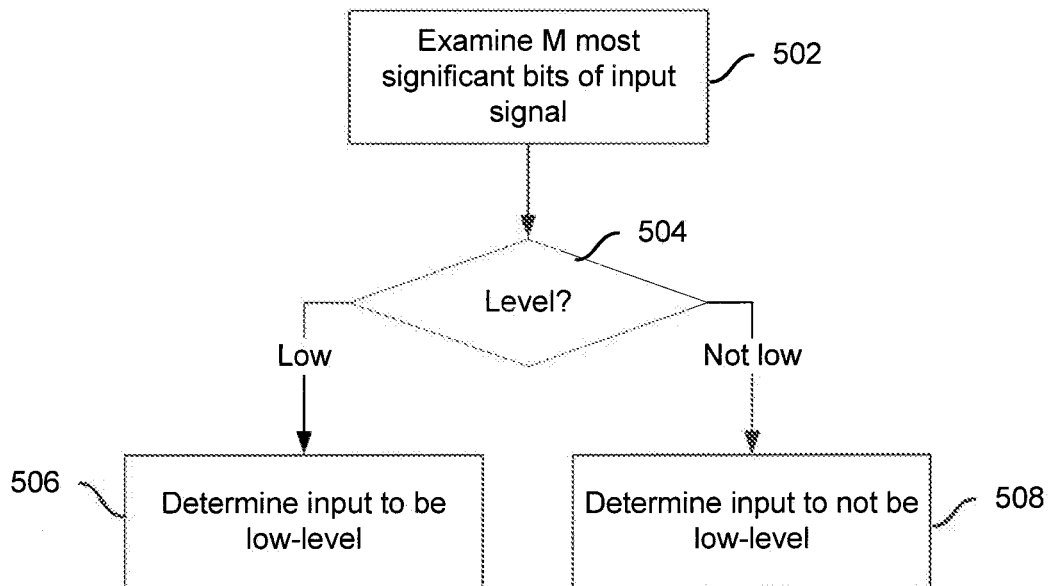 Examine M most
significant bits of input
signal
502
504
Level?
Low
Not low
506
Determine input to be
low-level
Determine input to not be
low-level
508